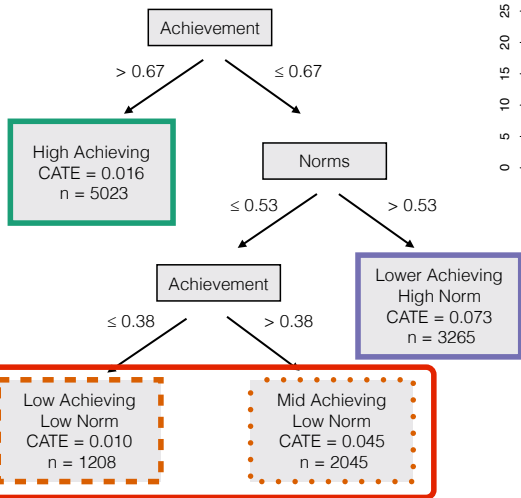 Achievement
> 0.67
≤ 0.67
High Achieving
CATE = 0.016
n = 5023
Norms
≤ 0.53
> 0.53
Achievement
Lower Achieving
High Norm
CATE = 0.073
n = 3265
≤ 0.38
> 0.38
Low Achieving
Low Norm
CATE = 0.010
n = 1208
Mid Achieving
Low Norm
CATE = 0.045
n = 2045
25
20
15
10
5
0